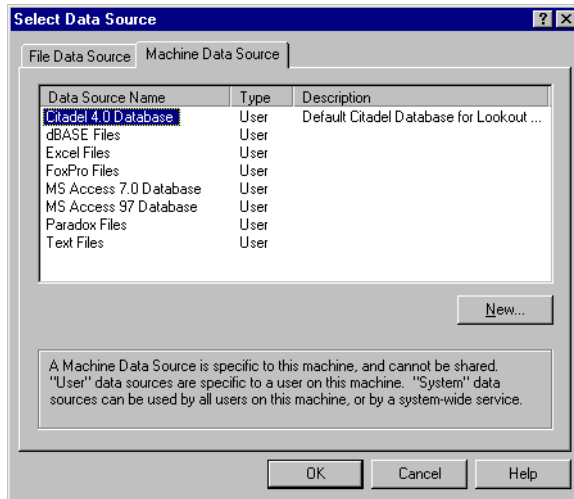 Select Data Source
File Data Source Machine Data Source
Data Source Name Type Description
Citadel 4.0 Database User Default Citadel Database for Lookout ...
dBASE Files User
Excel Files User
FoxPro Files User
MS Access 7.0 Database User
MS Access 97 Database User
Paradox Files User
Text Files User
New...
A Machine Data Source is specific to this machine, and cannot be shared.
"User" data sources are specific to a user on this machine. "System" data
sources can be used by all users on this machine, or by a system-wide service.
OK Cancel Help